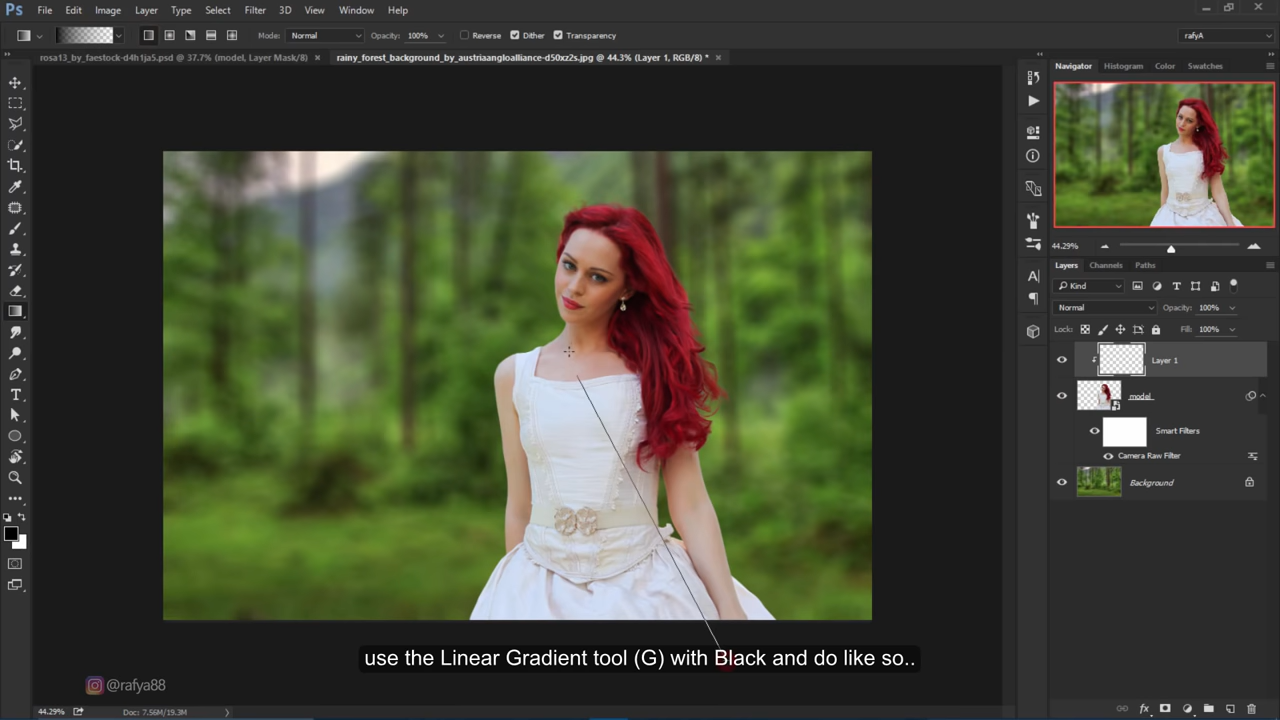 Ps File Edit Image Layer Type Select Filter 3D View Window Help
Mode: Normal Opacity: 100% Reverse Dither Transparency rafyA
rosa13_by_faestock-d4h1ja5.psd @ 37.7% (model, Layer Mask/8) × rainy_forest_background_by_austriaangloalliance-d50xz2s.jpg @ 44.3% (Layer 1, RGB/8) * ×
Navigator Histogram Color Swatches
44.29%
Layers Channels Paths
Kind
Normal Opacity: 100%
Lock: Fill: 100%
Layer 1
model
Smart Filters
Camera Raw Filter
Background
use the Linear Gradient tool (G) with Black and do like so..
@rafya88
44.29% Doc: 7.56M/19.3M
fx